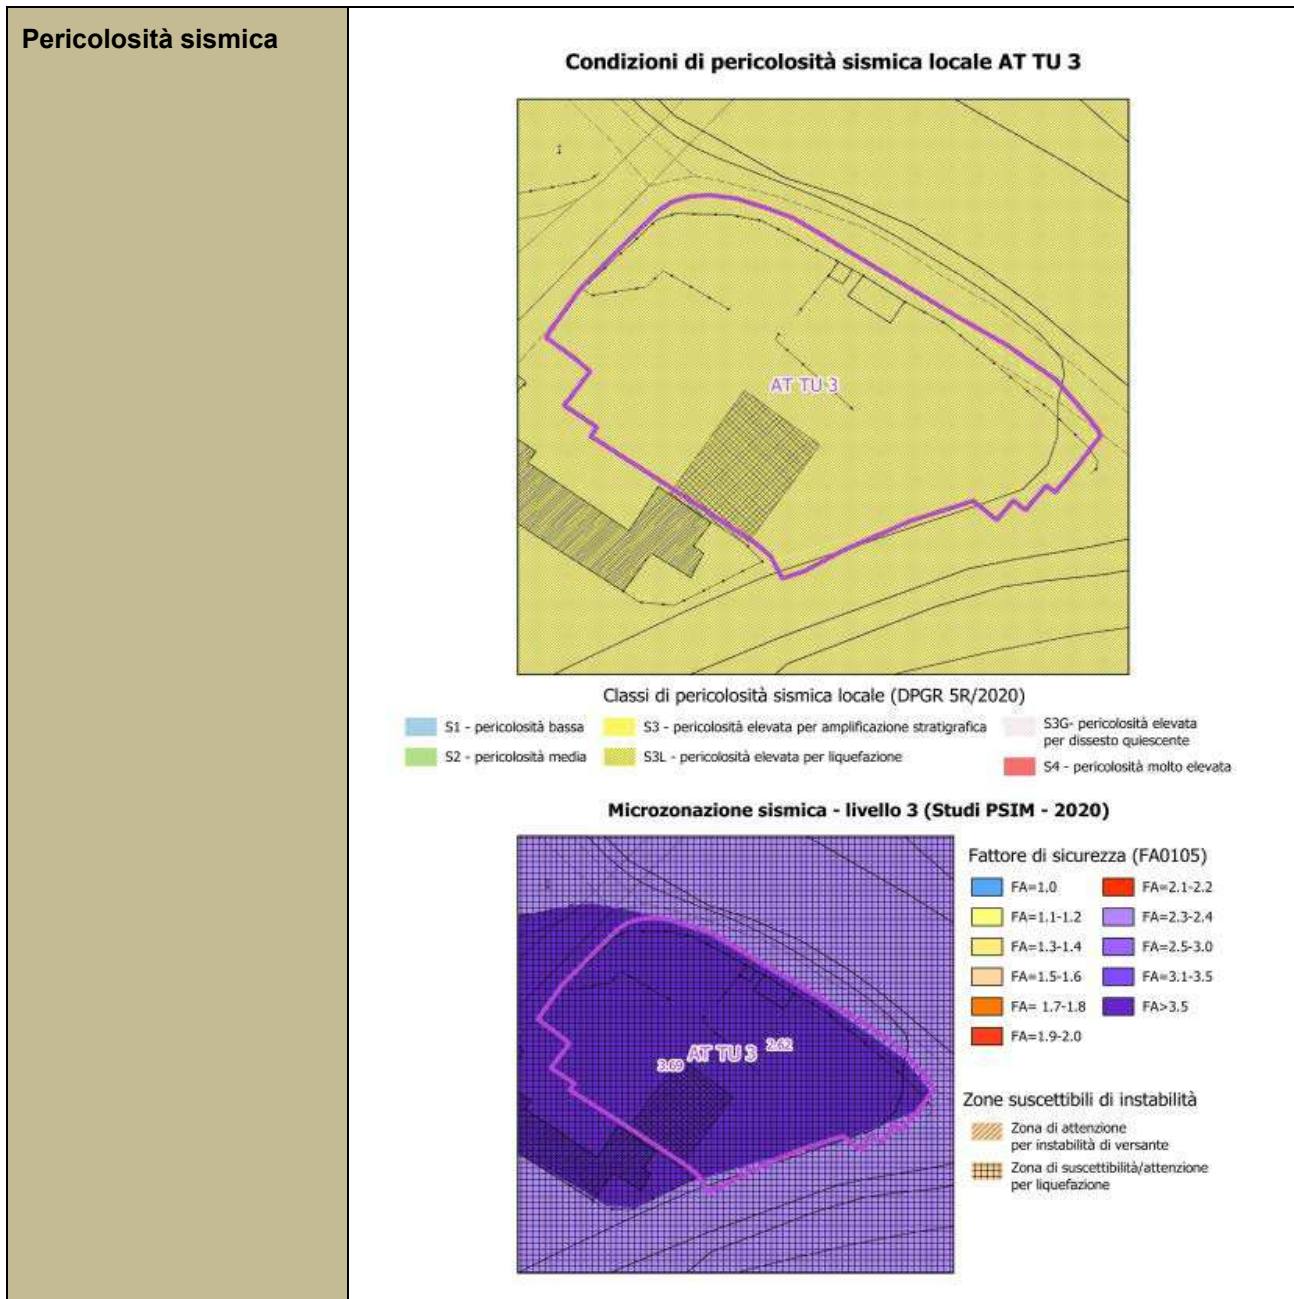 Pericolosità sismica
Condizioni di pericolosità sismica locale AT TU 3
AT TU 3
Classi di pericolosità sismica locale (DPGR 5R/2020)
S1 - pericolosità bassa
S2 - pericolosità media
S3 - pericolosità elevata per amplificazione stratigrafica
S3L - pericolosità elevata per liquefazione
S3G- pericolosità elevata
per dissesto quiescente
S4 - pericolosità molto elevata
Microzonazione sismica - livello 3 (Studi PSIM - 2020)
AT TU 3
2.62
3.69
Fattore di sicurezza (FA0105)
FA=1.0
FA=1.1-1.2
FA=1.3-1.4
FA=1.5-1.6
FA= 1.7-1.8
FA=1.9-2.0
FA=2.1-2.2
FA=2.3-2.4
FA=2.5-3.0
FA=3.1-3.5
FA>3.5
Zone suscettibili di instabilità
Zona di attenzione
per instabilità di versante
Zona di suscettibilità/attenzione
per liquefazione